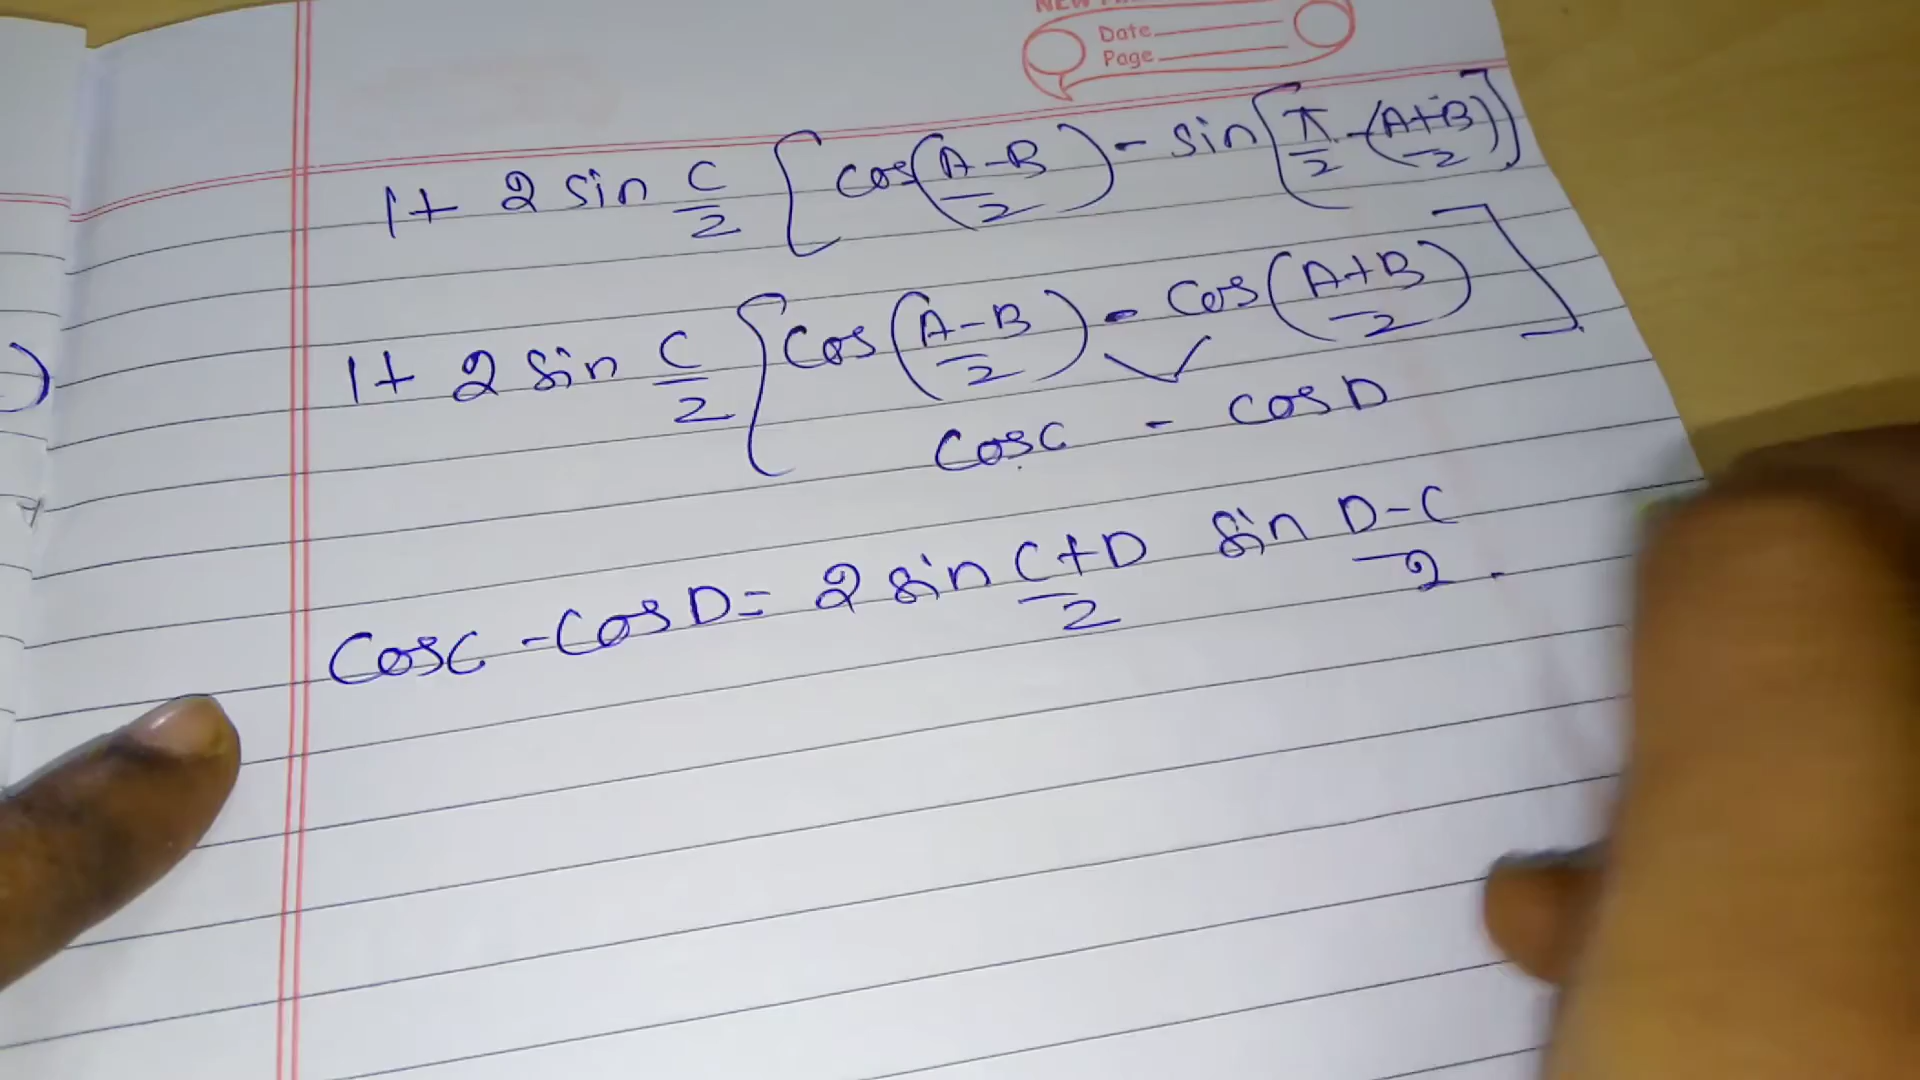 Date
Page
1 + 2 sin C/2 [cos(A-B/2) - sin[π/2 - (A+B/2)]
1 + 2 sin C/2 [cos(A-B/2) - cos(A+B/2)]
cosC - cosD
cosC - cosD = 2 sin C+D/2 sin D-C/2 .